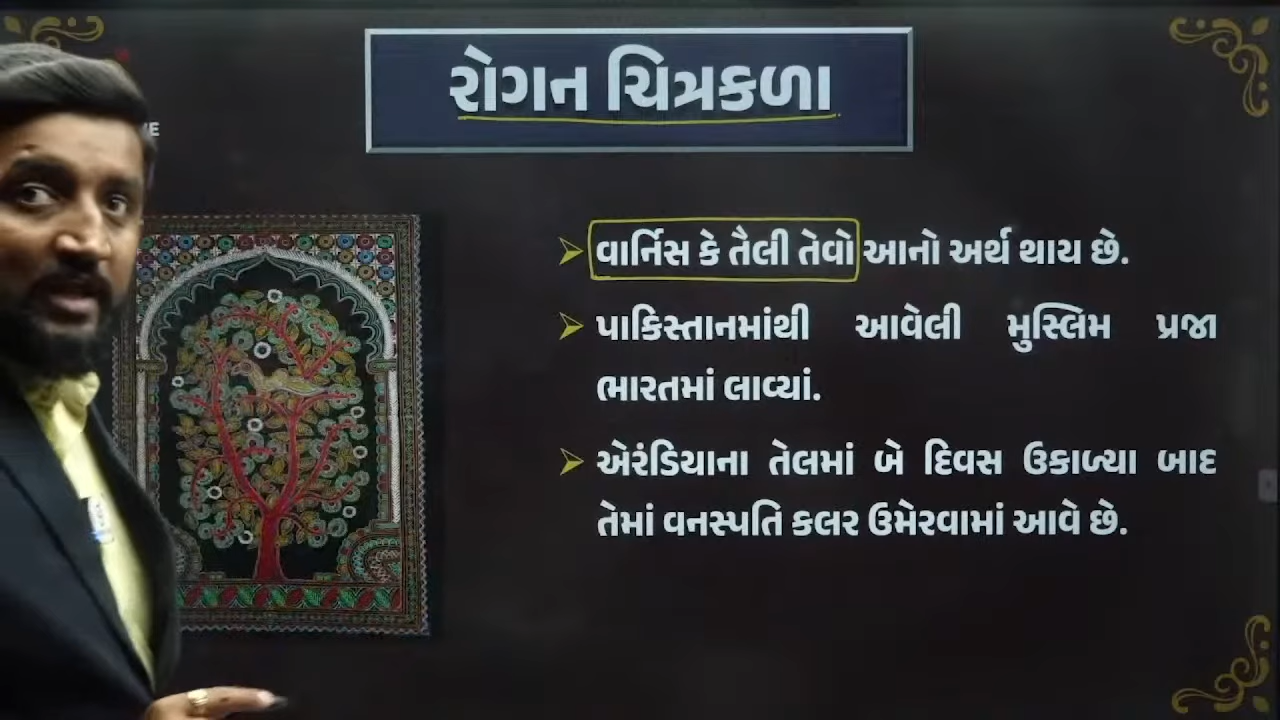 રોગન ચિત્રકળા
વાર્નિસ કે તૈલી તેવો આનો અર્થ થાય છે.
પાકિસ્તાનમાંથી આવેલી મુસ્લિમ પ્રજા
ભારતમાં લાવ્યાં.
એરંડિયાના તેલમાં બે દિવસ ઉકાળ્યા બાદ
તેમાં વનસ્પતિ કલર ઉમેરવામાં આવે છે.